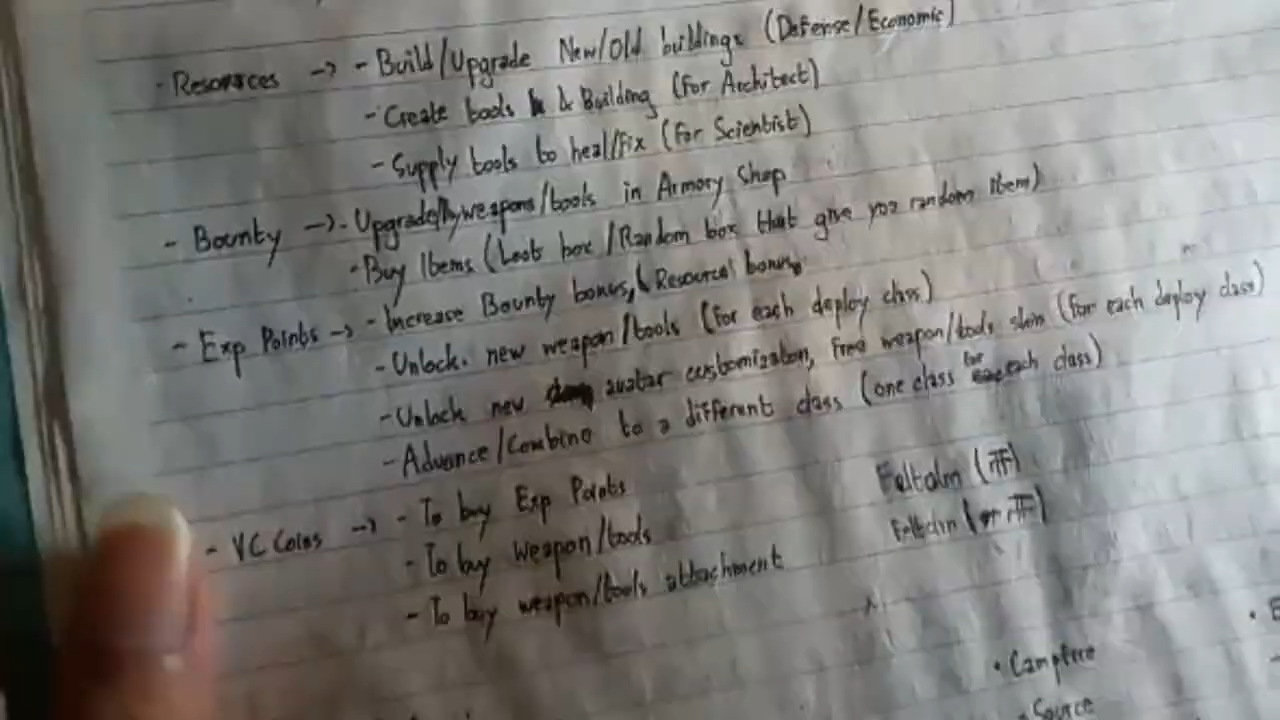 - Resources -> - Build/Upgrade New/Old buildings (Defense/Economic)
- Create tools & Building (For Architect)
- Supply tools to heal/fix (For Scientist)
- Bounty -> - Upgrade/Buy weapons/tools in Armory Shop
- Buy Items (Loot box/Random box that give you random item)
- Exp Points -> - Increase Bounty bonus, Resource bonus
- Unlock new weapon/tools (for each deploy class)
- Unlock new avatar customization, free weapon/tools skin (for each deploy class)
- Advance/Combine to a different class (one class for each class)
- VC Coins -> - To buy Exp Points
- To buy weapon/tools
- To buy weapon/tools attachment
• Campfire
• Source